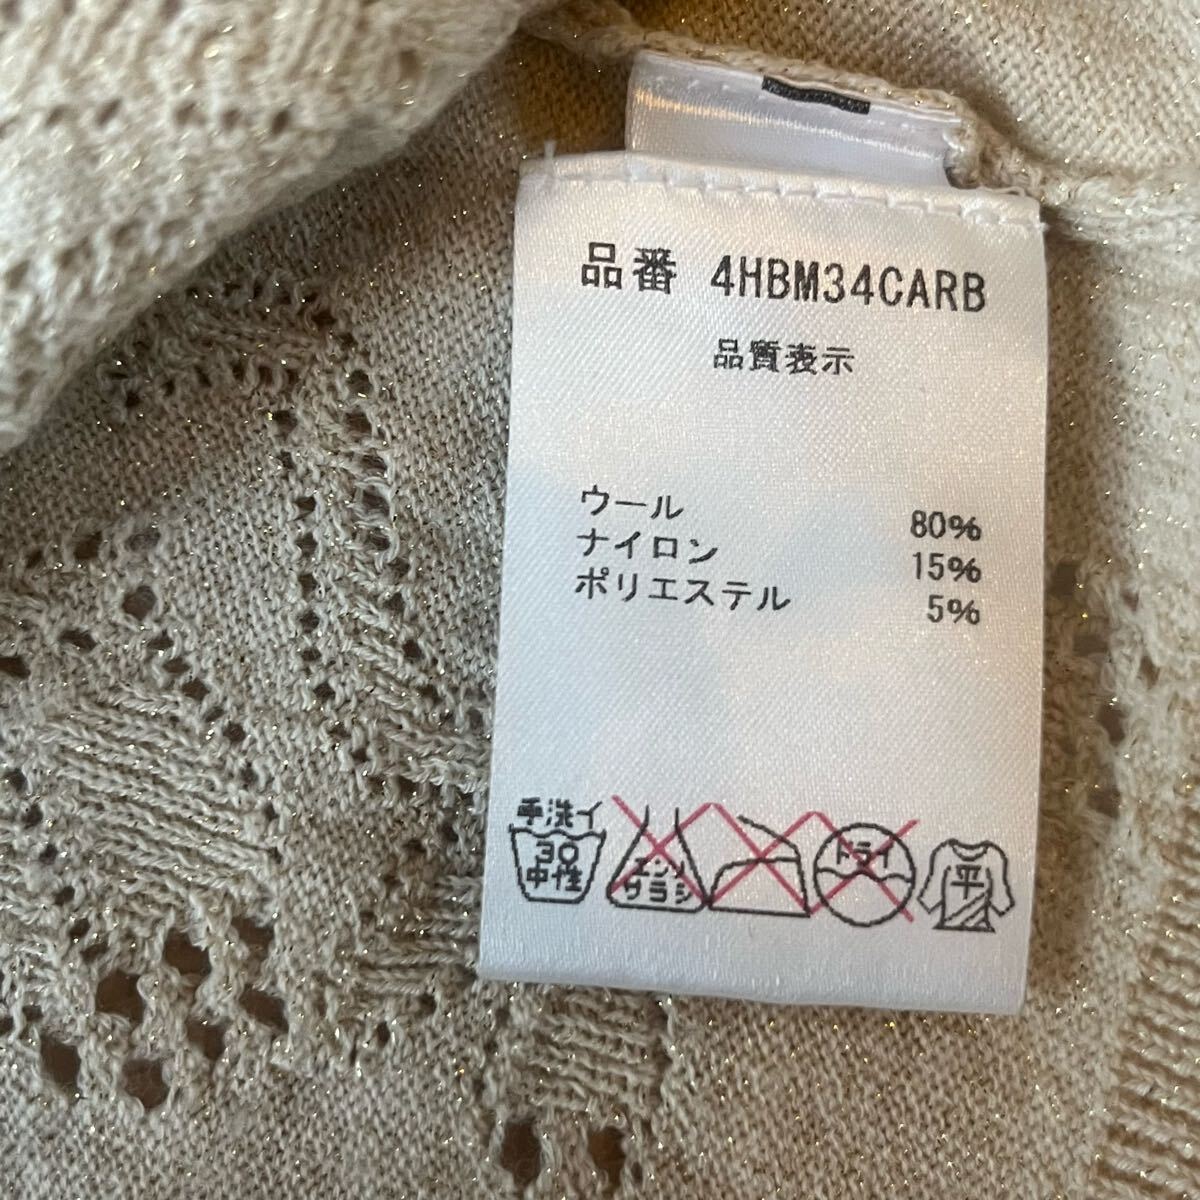 品番 4HBM34CARB
品質表示
ウール 80%
ナイロン 15%
ポリエステル 5%
手洗イ
30
中性
エンソ
サラシ
ドライ
平